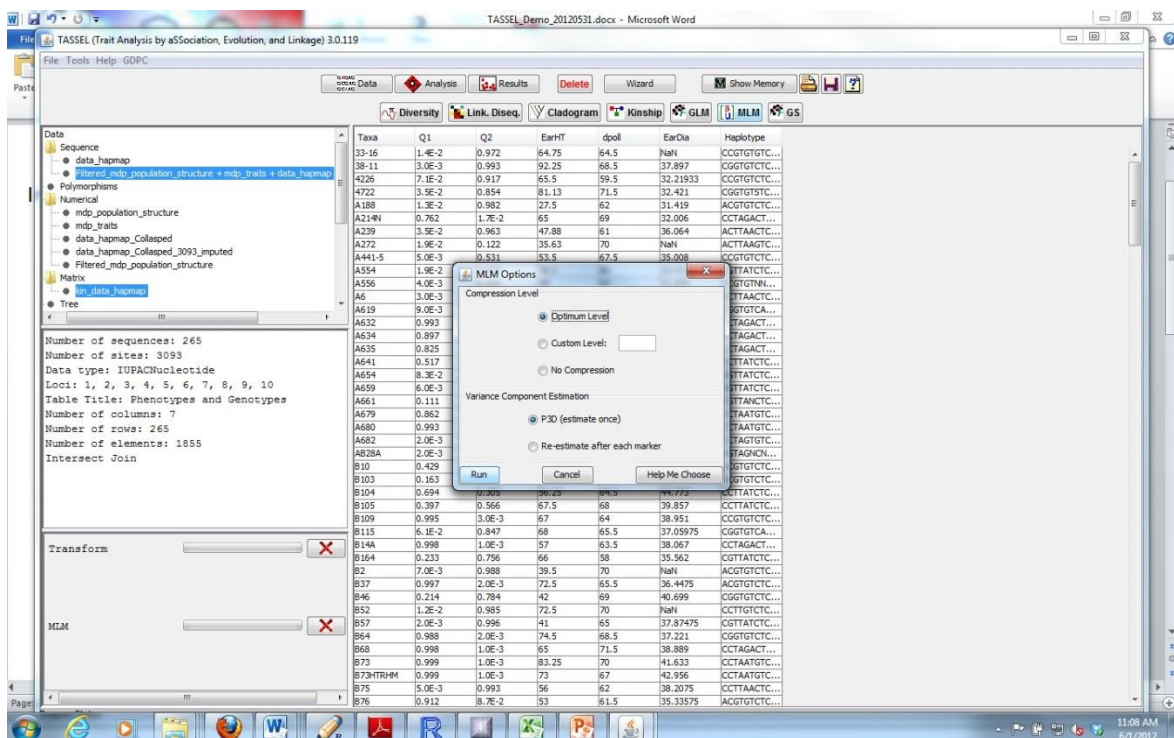 TASSEL_Demo_20120531.docx - Microsoft Word
File
TASSEL (Trait Analysis by aSSociation, Evolution, and Linkage) 3.0.119
File Tools Help GDPC
Paste
Data Analysis Results Delete Wizard Show Memory
Diversity Link. Diseq. Cladogram Kinship GLM MLM GS
Data
Sequence
data_hapmap
Filtered_mdp_population_structure + mdp_traits + data_hapmap
Polymorphisms
Numerical
mdp_population_structure
mdp_traits
data_hapmap_Collasped
data_hapmap_Collasped_3093_imputed
Filtered_mdp_population_structure
Matrix
kin_data_hapmap
Tree
Number of sequences: 265
Number of sites: 3093
Data type: IUPACNucleotide
Loci: 1, 2, 3, 4, 5, 6, 7, 8, 9, 10
Table Title: Phenotypes and Genotypes
Number of columns: 7
Number of rows: 265
Number of elements: 1855
Intersect Join
Transform
MLM
Taxa Q1 Q2 EarHT dpoll EarDia Haplotype
33-16 1.4E-2 0.972 64.75 64.5 NaN CCGTGTGTC...
38-11 3.0E-3 0.993 92.25 68.5 37.897 CCGTGTCTC...
4226 7.1E-2 0.917 65.5 59.5 32.21933 CCGTGTCTC...
4722 3.5E-2 0.854 81.13 71.5 32.421 CGGTGTSTC...
A188 1.3E-2 0.982 27.5 62 31.419 ACGTGTCTC...
A214N 0.762 1.7E-2 65 69 32.006 CCTAGACT...
A239 3.5E-2 0.963 47.88 61 36.064 ACTTAACTC...
A272 1.9E-2 0.122 35.63 70 NaN ACTTAAGTC...
A441-5 5.0E-3 0.531 53.5 67.5 35.008
A554 1.9E-2
A556 4.0E-3
A6 3.0E-3
A619 9.0E-3
A632 0.993
A634 0.897
A635 0.825
A641 0.517
A654 8.3E-2
A659 6.0E-3
A661 0.111
A679 0.862
A680 0.993
A682 2.0E-3
AB28A 2.0E-3
B10 0.429
B103 0.163
B104 0.694 0.305 56.25 64.5 44.773 CCTTATCTC...
B105 0.397 0.566 67.5 68 39.857 CCTTATCTC...
B109 0.995 3.0E-3 67 64 38.951 CCGTGTCTC...
B115 6.1E-2 0.847 68 65.5 37.05975 CGGTGTCA...
B14A 0.998 1.0E-3 57 63.5 38.067 CCTAGACT...
B164 0.233 0.756 66 58 35.562 CGTTATCTC...
B2 7.0E-3 0.988 39.5 70 NaN ACGTGTCTC...
B37 0.997 2.0E-3 72.5 65.5 36.4475 ACGTGTCTC...
B46 0.214 0.784 42 69 40.699 CGGTGTCTC...
B52 1.2E-2 0.985 72.5 70 NaN CCTTGTCTC...
B57 2.0E-3 0.996 41 65 37.87475 CGTTATCTC...
B64 0.988 2.0E-3 74.5 68.5 37.221 CGGTGTCTC...
B68 0.998 1.0E-3 65 71.5 38.889 CCTAGACT...
B73 0.999 1.0E-3 83.25 70 41.633 CCTAATGTC...
B73HTRHM 0.999 1.0E-3 73 67 42.956 CCTAATGTC...
B75 5.0E-3 0.993 56 62 38.2075 CCTTAACTC...
B76 0.912 8.7E-2 53 61.5 35.33575 ACGTGTCTC...
MLM Options
Compression Level
Optimum Level
Custom Level:
No Compression
Variance Component Estimation
P3D (estimate once)
Re-estimate after each marker
Run Cancel Help Me Choose
Page
11:08 AM
6/1/2012